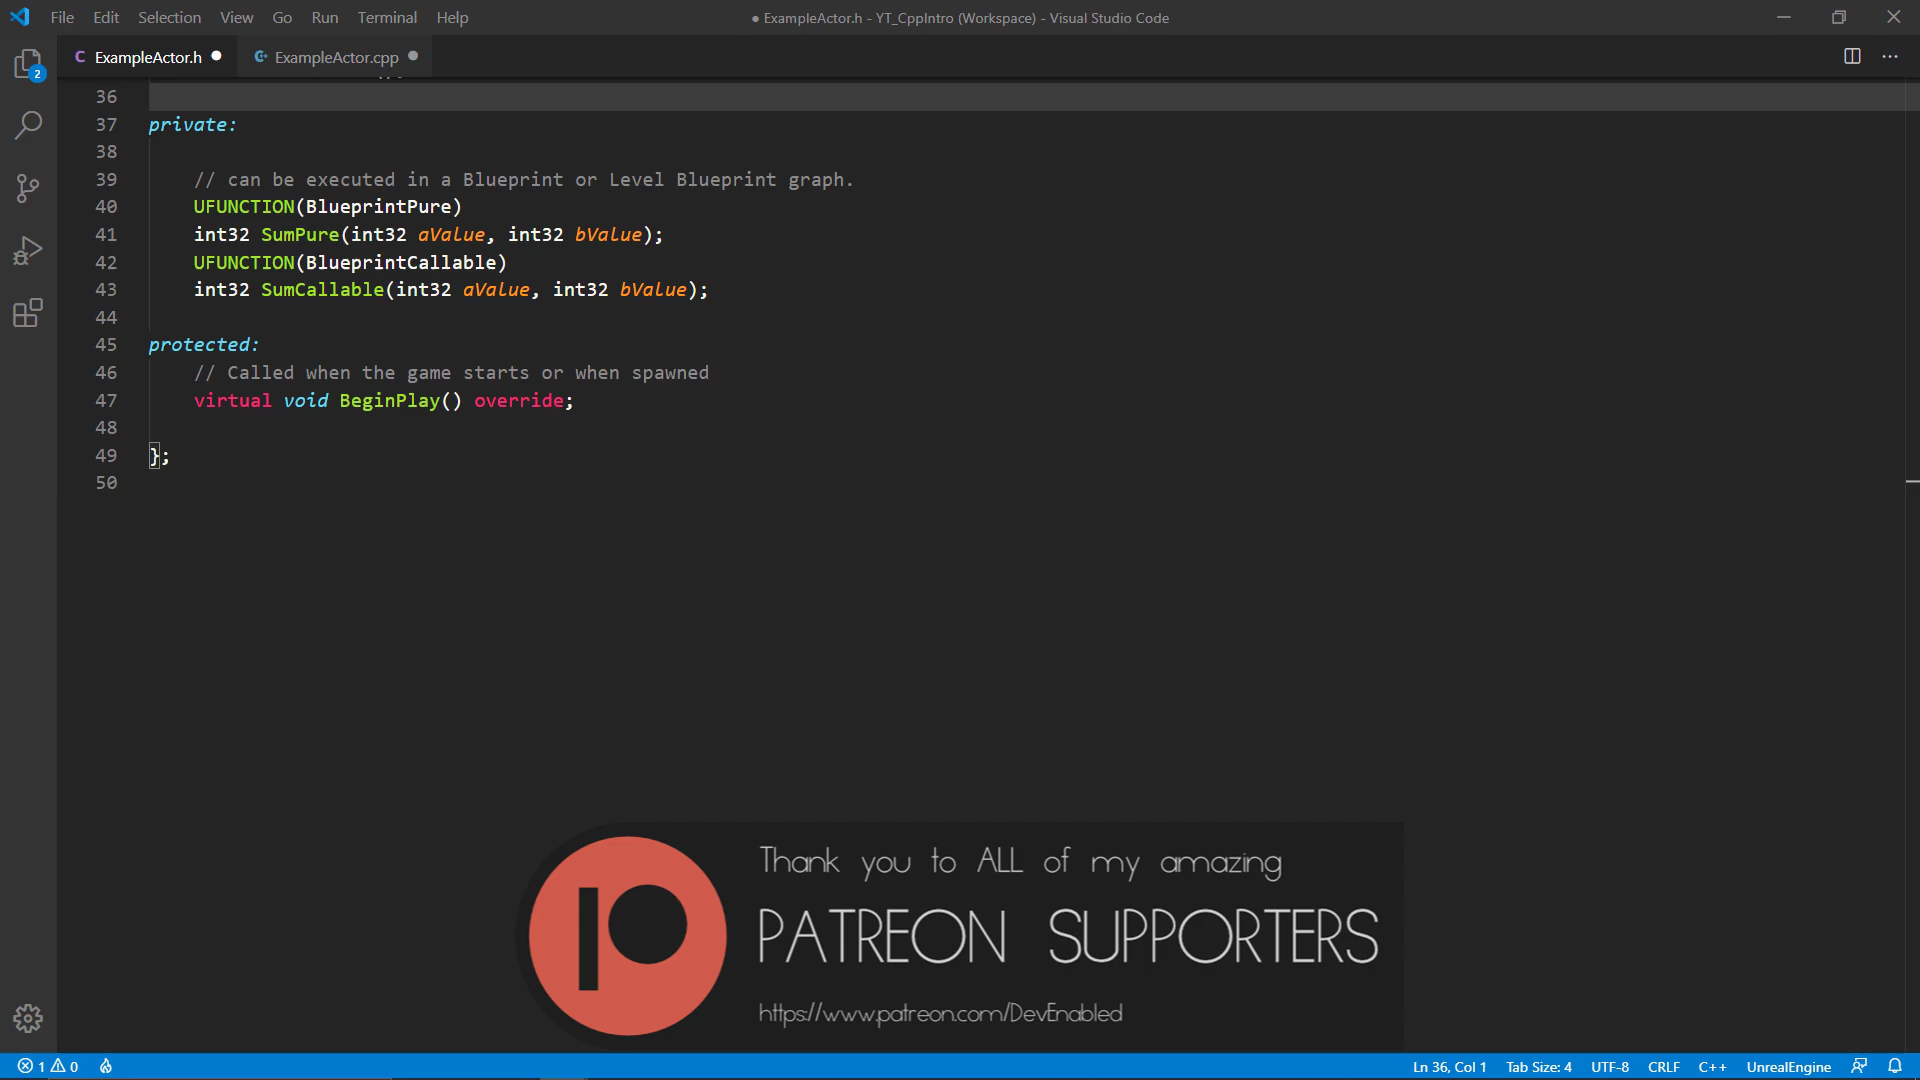 File Edit Selection View Go Run Terminal Help
● ExampleActor.h - YT_CppIntro (Workspace) - Visual Studio Code
ExampleActor.h
ExampleActor.cpp
2
36
37 private:
38
39 // can be executed in a Blueprint or Level Blueprint graph.
40 UFUNCTION(BlueprintPure)
41 int32 SumPure(int32 aValue, int32 bValue);
42 UFUNCTION(BlueprintCallable)
43 int32 SumCallable(int32 aValue, int32 bValue);
44
45 protected:
46 // Called when the game starts or when spawned
47 virtual void BeginPlay() override;
48
49 };
50
Thank you to ALL of my amazing
PATREON SUPPORTERS
https://www.patreon.com/DevEnabled
1 0 Ln 36, Col 1 Tab Size: 4 UTF-8 CRLF C++ UnrealEngine